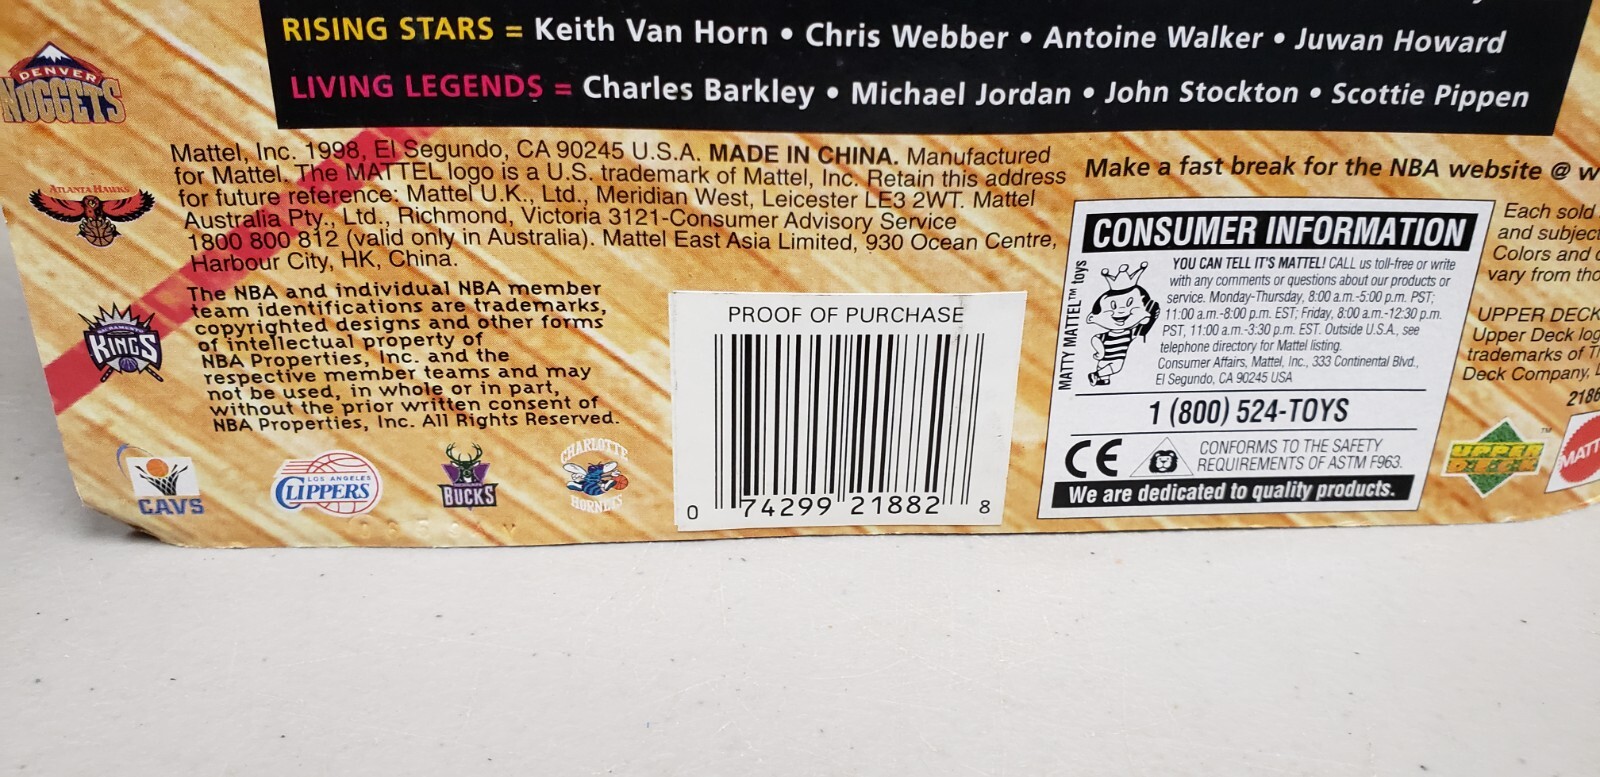 RISING STARS = Keith Van Horn • Chris Webber • Antoine Walker • Juwan Howard
LIVING LEGENDS = Charles Barkley • Michael Jordan • John Stockton • Scottie Pippen
DENVER
NUGGETS
ATLANTA HAWKS
SACRAMENTO
KINGS
Mattel, Inc. 1998, El Segundo, CA 90245 U.S.A. MADE IN CHINA. Manufactured
for Mattel. The MATTEL logo is a U.S. trademark of Mattel, Inc. Retain this address
for future reference: Mattel U.K., Ltd., Meridian West, Leicester LE3 2WT. Mattel
Australia Pty., Ltd., Richmond, Victoria 3121-Consumer Advisory Service
1800 800 812 (valid only in Australia). Mattel East Asia Limited, 930 Ocean Centre,
Harbour City, HK, China.
The NBA and individual NBA member
team identifications are trademarks,
copyrighted designs and other forms
of intellectual property of
NBA Properties, Inc. and the
respective member teams and may
not be used, in whole or in part,
without the prior written consent of
NBA Properties, Inc. All Rights Reserved.
CAVS
LOS ANGELES
CLIPPERS
BUCKS
CHARLOTTE
HORNETS
PROOF OF PURCHASE
0 74299 21882 8
Make a fast break for the NBA website @ w
CONSUMER INFORMATION
MATTY MATTEL™ toys
YOU CAN TELL IT'S MATTEL! CALL us toll-free or write
with any comments or questions about our products or
service. Monday-Thursday, 8:00 a.m.-5:00 p.m. PST;
11:00 a.m.-8:00 p.m. EST; Friday, 8:00 a.m.-12:30 p.m.
PST, 11:00 a.m.-3:30 p.m. EST. Outside U.S.A., see
telephone directory for Mattel listing.
Consumer Affairs, Mattel, Inc., 333 Continental Blvd.,
El Segundo, CA 90245 USA
1 (800) 524-TOYS
CE
CONFORMS TO THE SAFETY
REQUIREMENTS OF ASTM F963.
We are dedicated to quality products.
Each sold
and subject
Colors and
vary from
UPPER DECK
Upper Deck
trademarks of
Deck Company,
2186
UPPER
DECK
TM
MATT